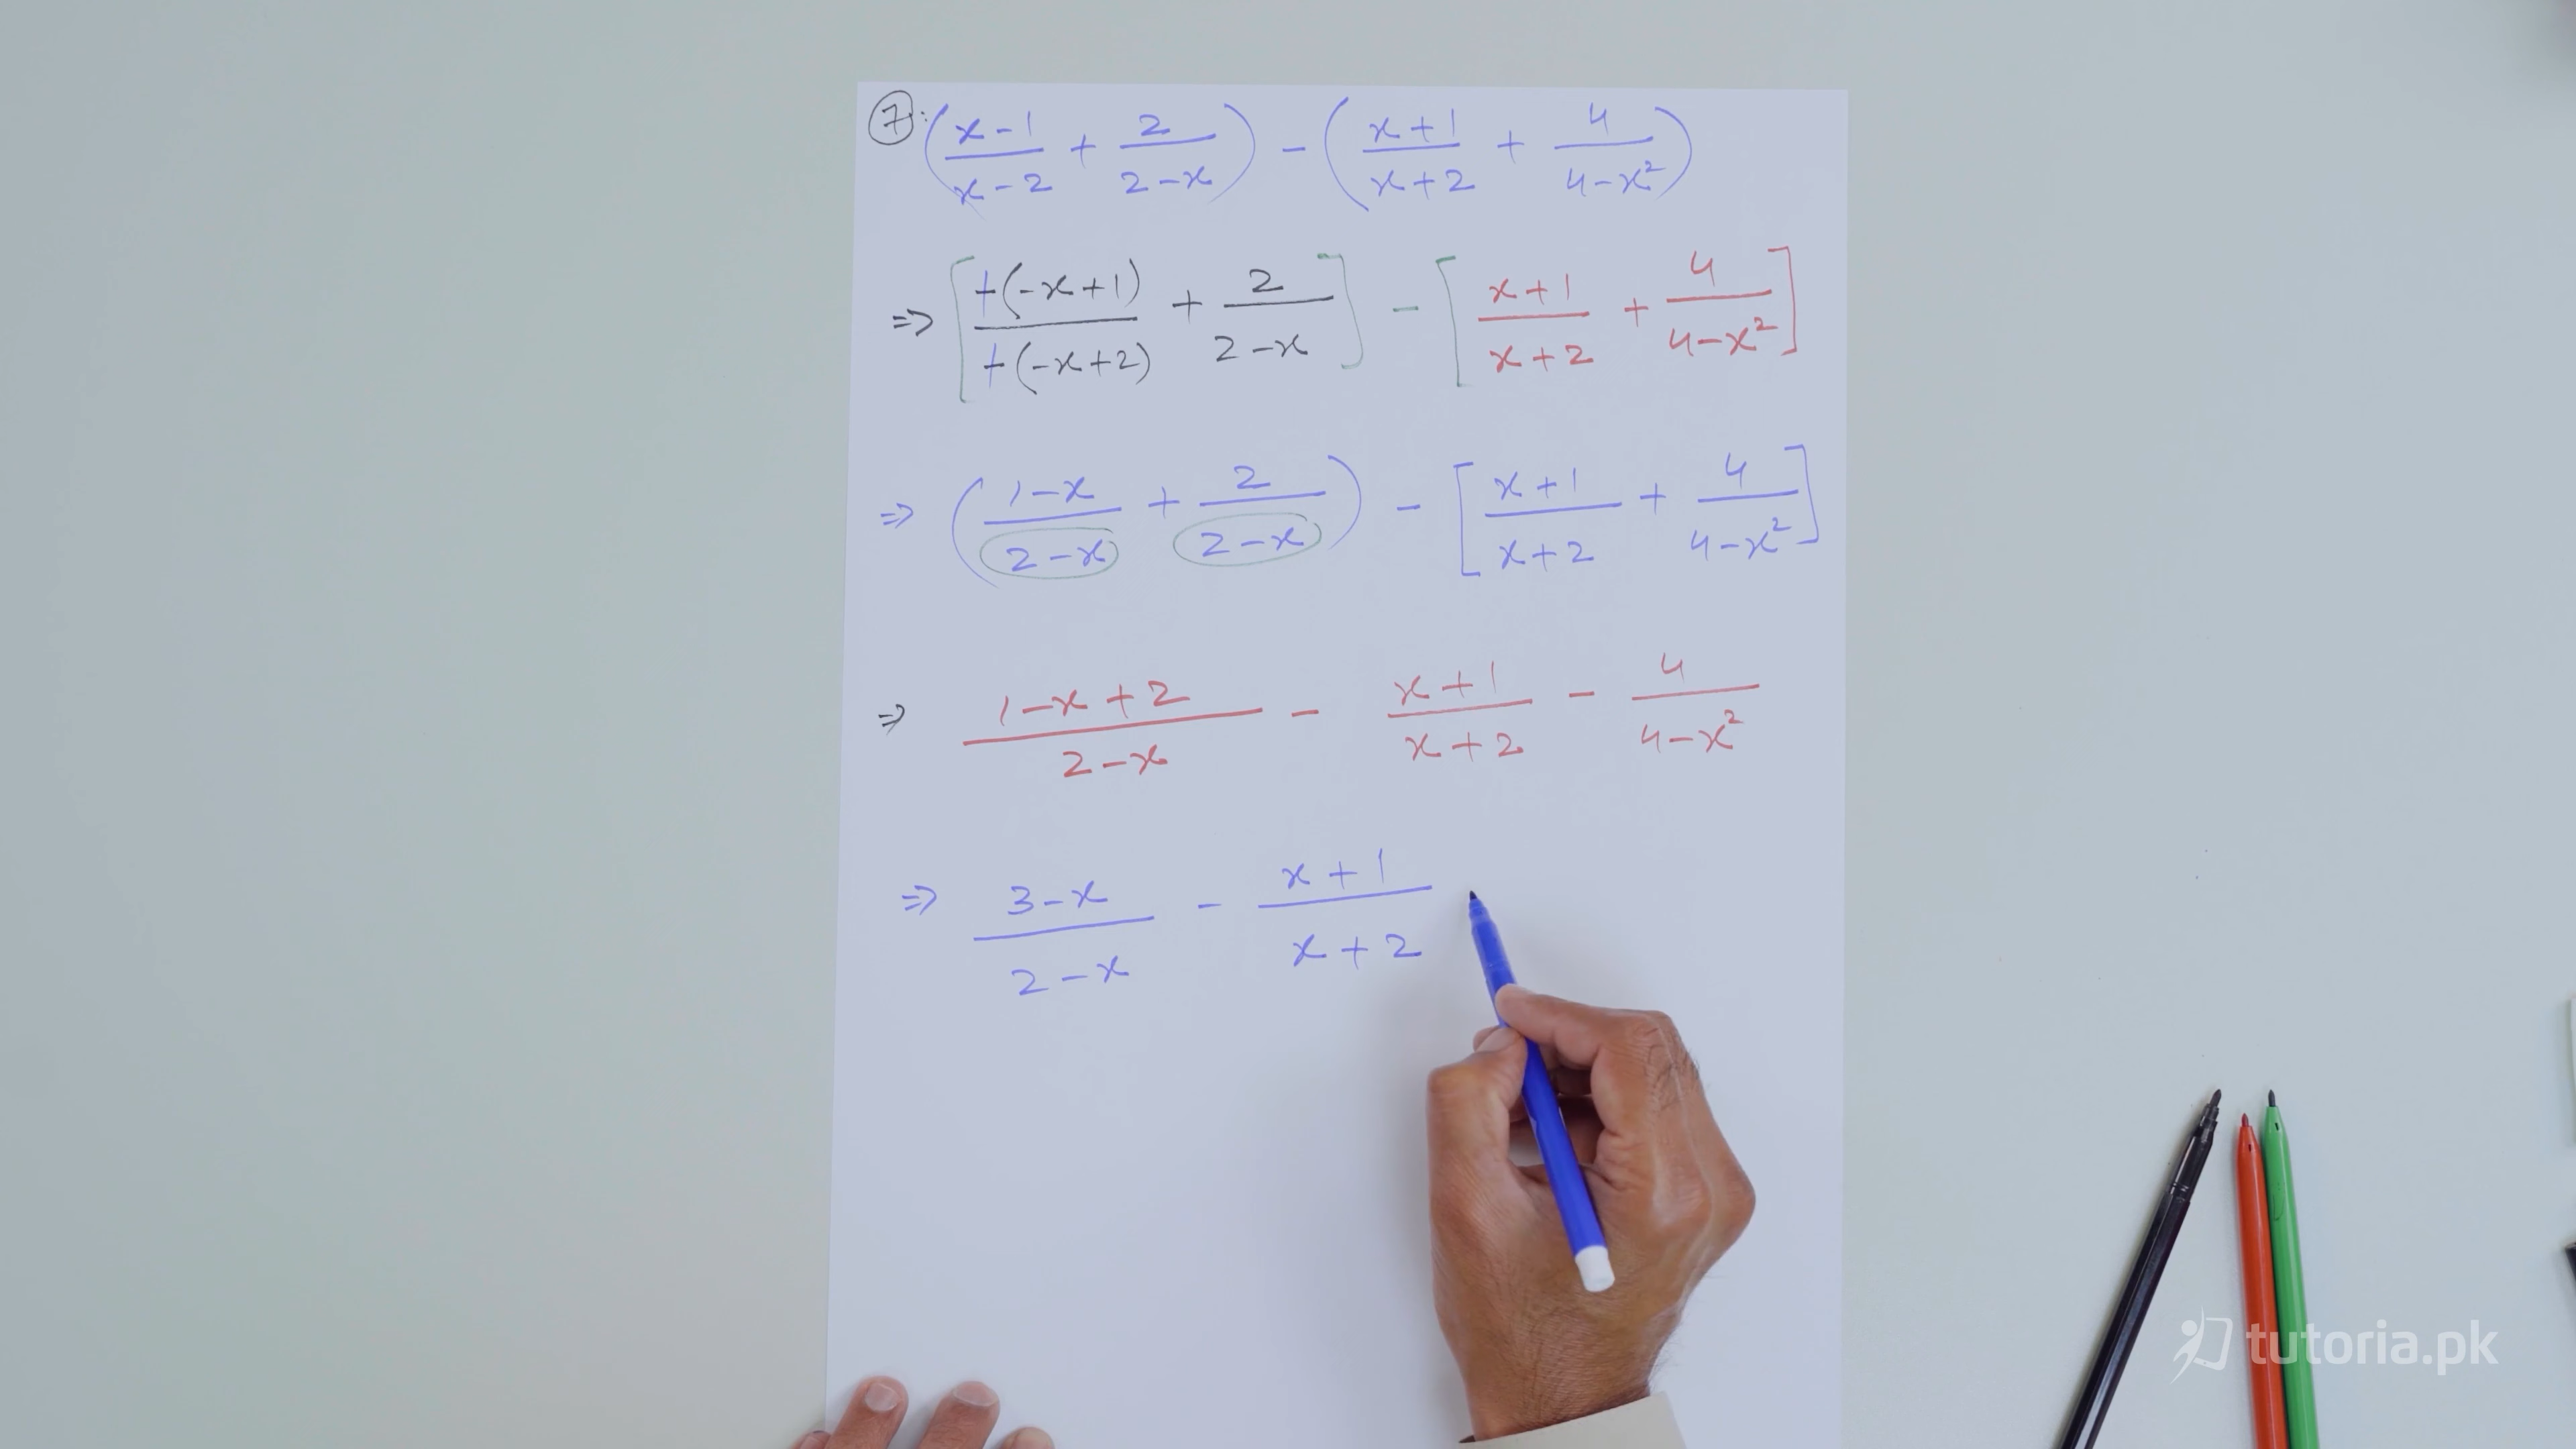 7: ((x-1)/(x-2) + 2/(2-x)) - ((x+1)/(x+2) + 4/(4-x²))
⇒ [+(-x+1)/+(-x+2) + 2/(2-x)] - [(x+1)/(x+2) + 4/(4-x²)]
⇒ ((1-x)/(2-x) + 2/(2-x)) - [(x+1)/(x+2) + 4/(4-x²)]
⇒ (1-x+2)/(2-x) - (x+1)/(x+2) - 4/(4-x²)
⇒ (3-x)/(2-x) - (x+1)/(x+2)
tutoria.pk